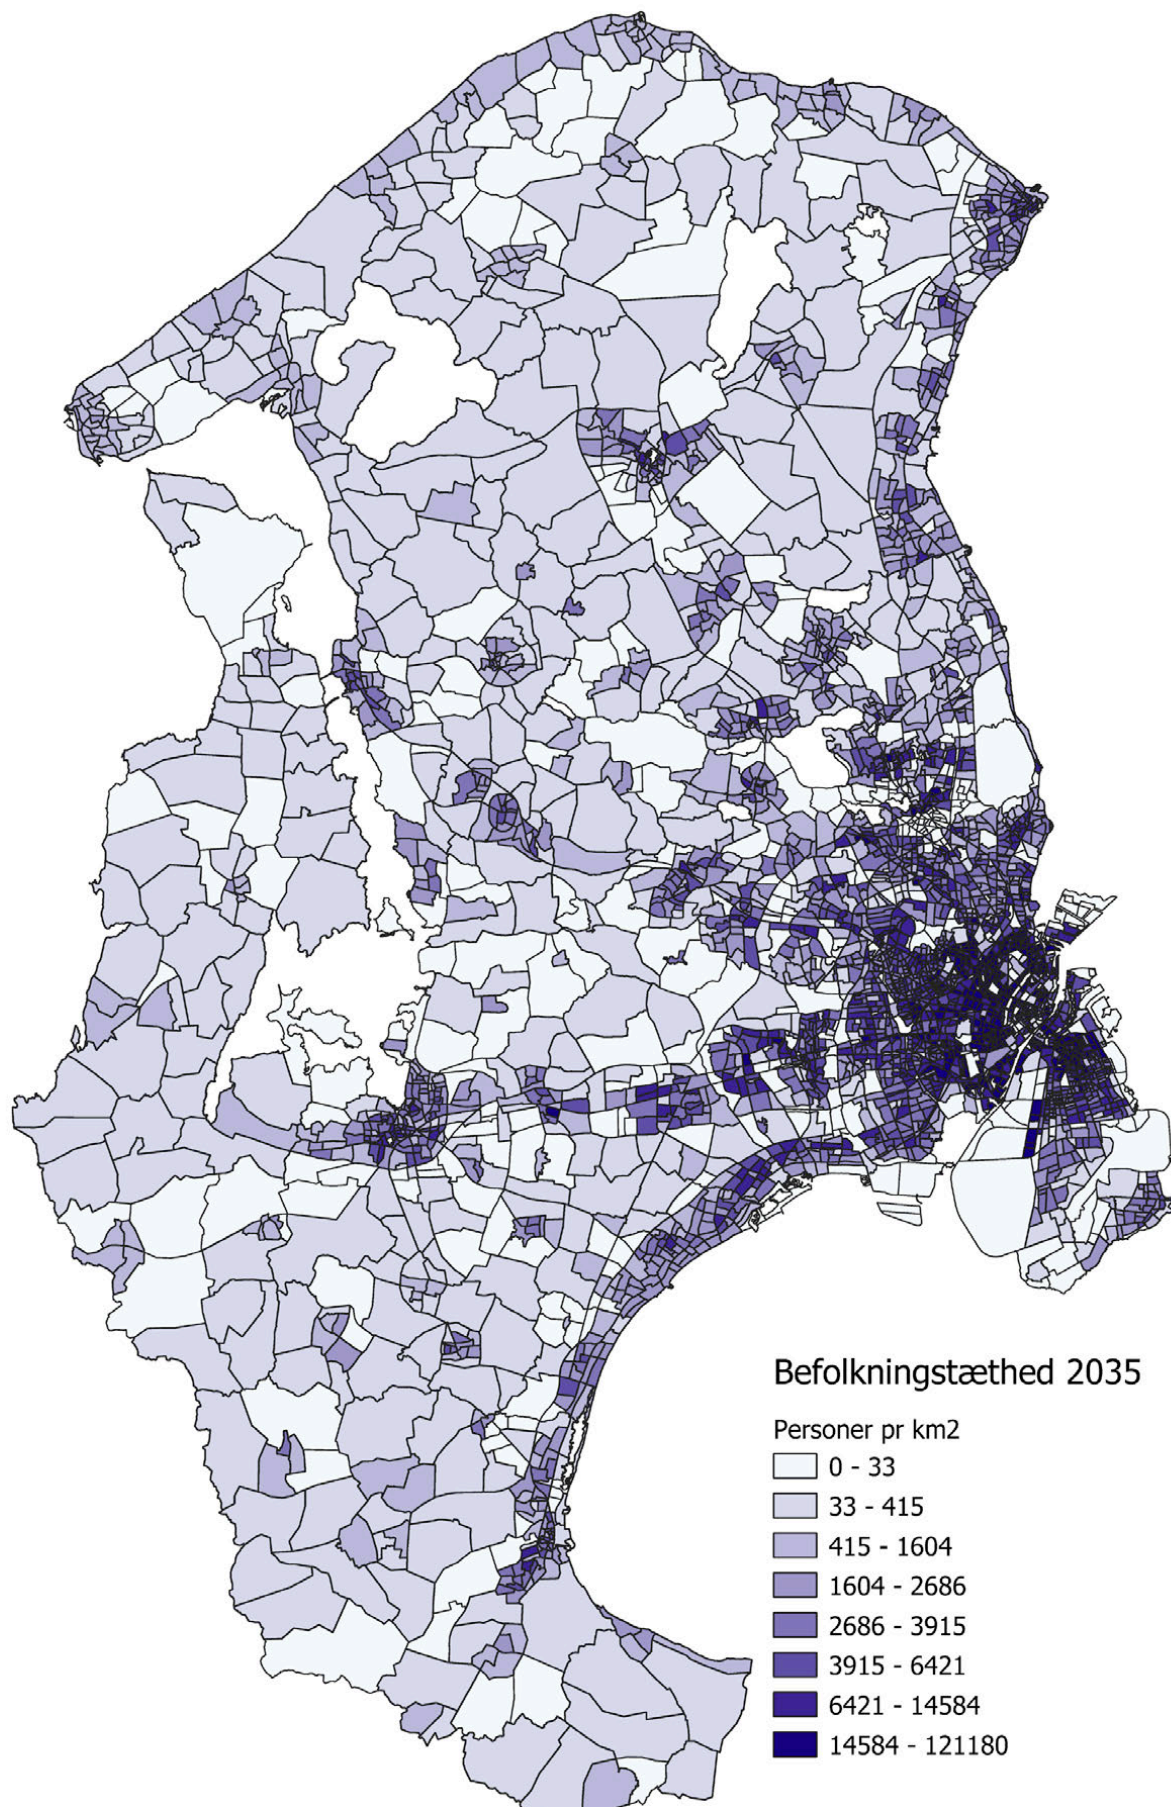 Befolkningstæthed 2035
Personer pr km2
0 - 33
33 - 415
415 - 1604
1604 - 2686
2686 - 3915
3915 - 6421
6421 - 14584
14584 - 121180